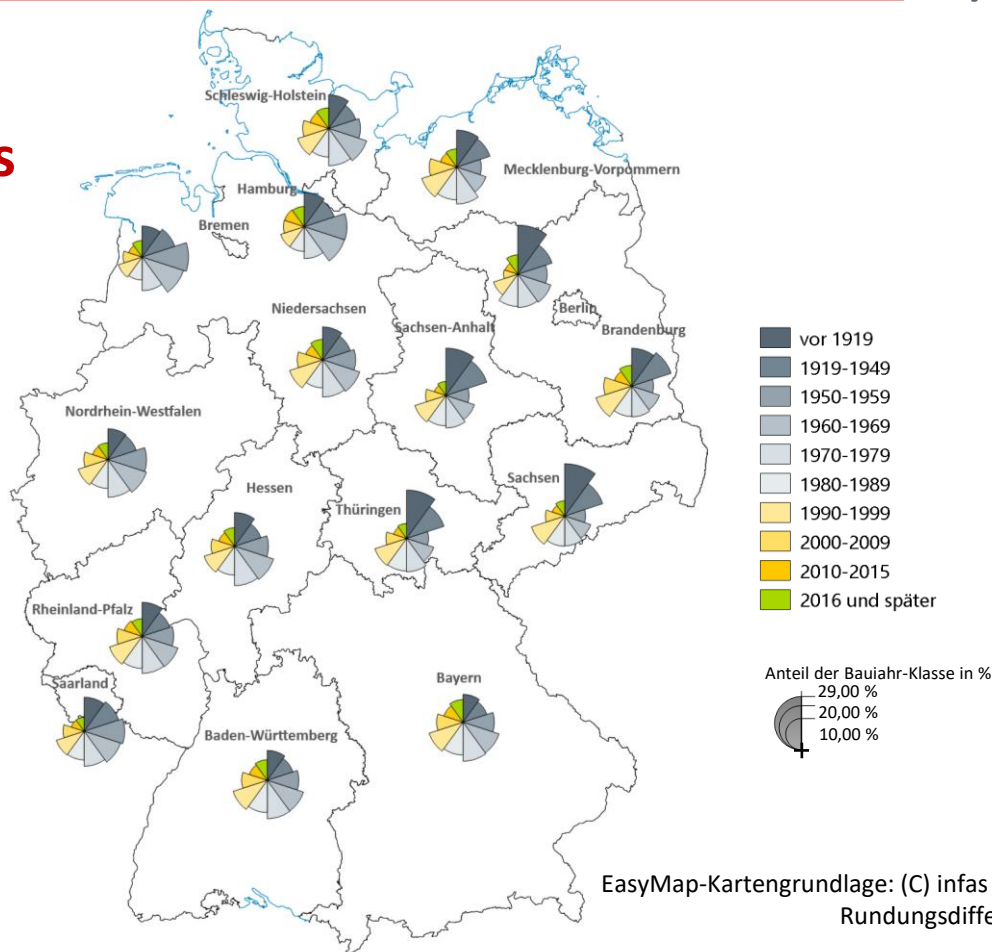 s
Schleswig-Holstein
Mecklenburg-Vorpommern
Hamburg
Bremen
Niedersachsen
Berlin
Sachsen-Anhalt
Brandenburg
Nordrhein-Westfalen
Hessen
Sachsen
Thüringen
Rheinland-Pfalz
Saarland
Bayern
Baden-Württemberg
vor 1919
1919-1949
1950-1959
1960-1969
1970-1979
1980-1989
1990-1999
2000-2009
2010-2015
2016 und später
Anteil der Baujahr-Klasse in %
29,00 %
20,00 %
10,00 %
EasyMap-Kartengrundlage: (C) infas
Rundungsdiffe